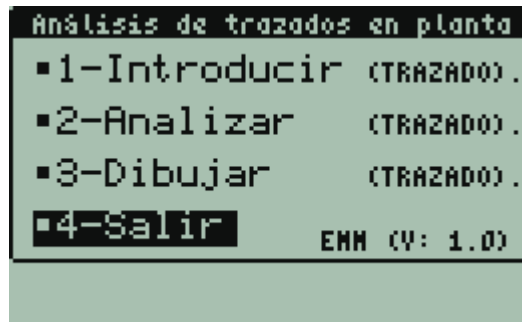 Análisis de trazados en planta
▪1-Introducir (TRAZADO).
▪2-Analizar (TRAZADO).
▪3-Dibujar (TRAZADO).
▪4-Salir EMM (V: 1.0)